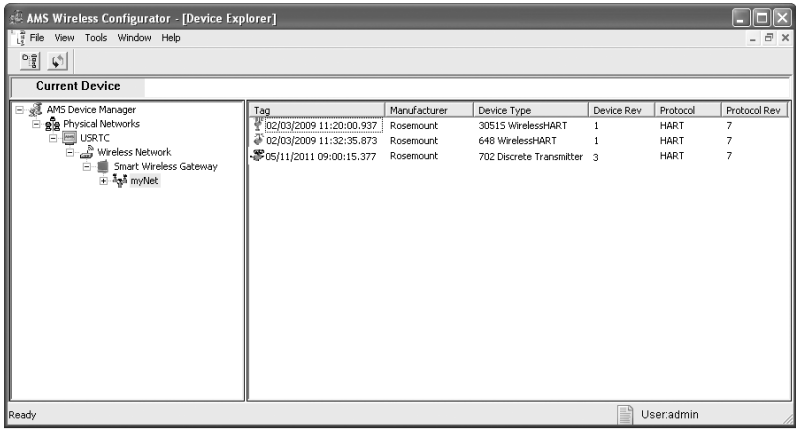 AMS Wireless Configurator - [Device Explorer]
File View Tools Window Help
Current Device
AMS Device Manager
Physical Networks
USRTC
Wireless Network
Smart Wireless Gateway
myNet
Tag Manufacturer Device Type Device Rev Protocol Protocol Rev
02/03/2009 11:20:00.937 Rosemount 3051S WirelessHART 1 HART 7
02/03/2009 11:32:35.873 Rosemount 648 WirelessHART 1 HART 7
05/11/2011 09:00:15.377 Rosemount 702 Discrete Transmitter 3 HART 7
Ready User:admin